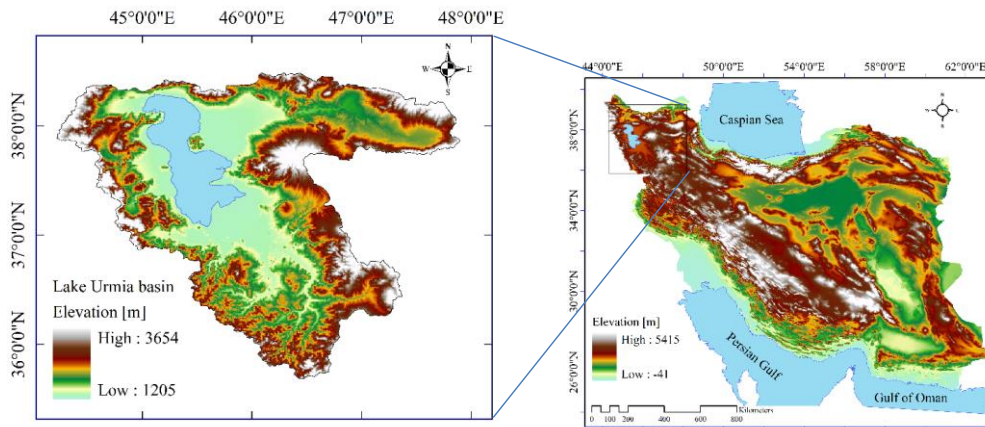 45°0'0"E 46°0'0"E 47°0'0"E 48°0'0"E
N
W E
S
38°0'0"N
37°0'0"N
36°0'0"N
Lake Urmia basin
Elevation [m]
High : 3654
Low : 1205
44°0'0"E 50°0'0"E 54°0'0"E 58°0'0"E 62°0'0"E
N
W E
S
38°0'0"N
34°0'0"N
30°0'0"N
26°0'0"N
Caspian Sea
Persian Gulf
Gulf of Oman
Elevation [m]
High : 5415
Low : -41
0 100 200 400 600 800
Kilometers